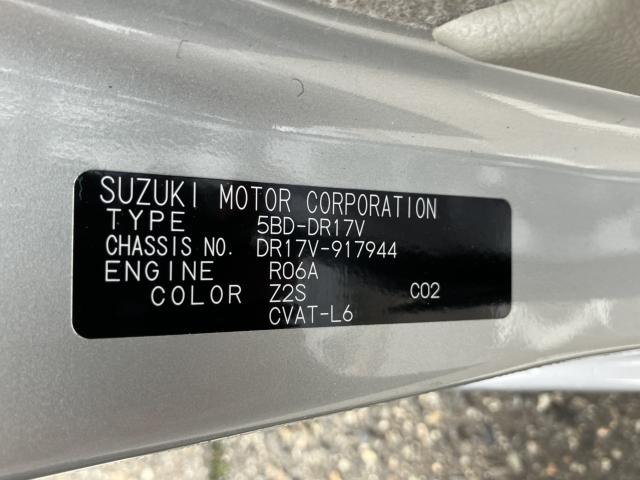 SUZUKI MOTOR CORPORATION
TYPE 5BD-DR17V
CHASSIS NO. DR17V-917944
ENGINE R06A
COLOR Z2S C02
CVAT-L6